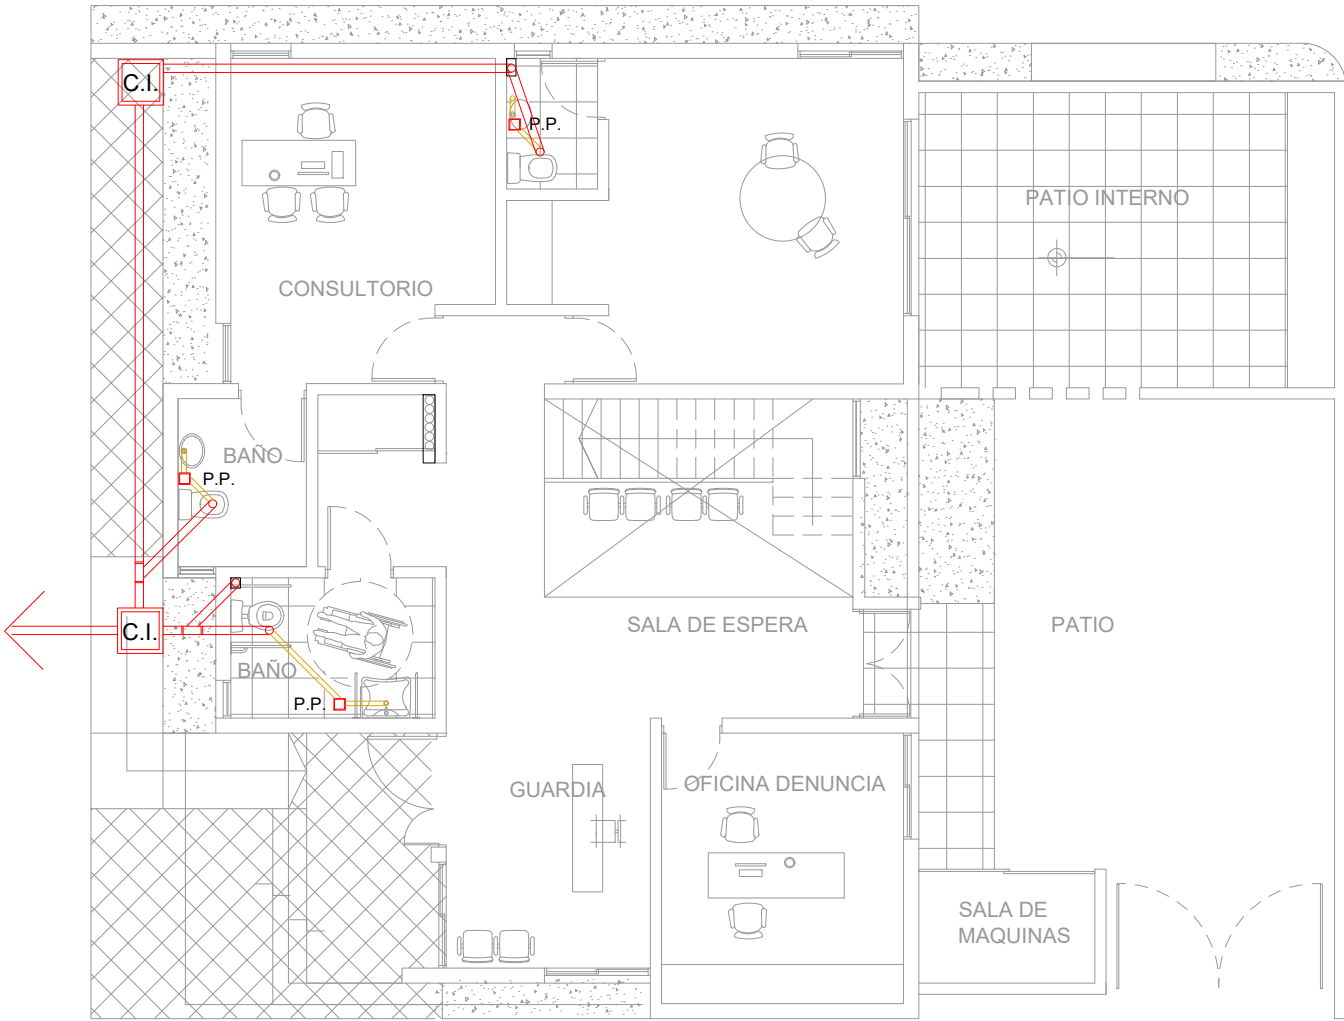 C.I.
P.P.
PATIO INTERNO
CONSULTORIO
BAÑO
P.P.
C.I.
SALA DE ESPERA
PATIO
BAÑO
P.P.
GUARDIA
OFICINA DENUNCIA
SALA DE
MAQUINAS